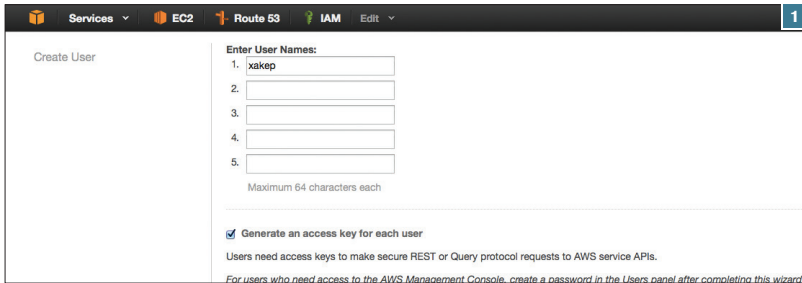 Services EC2 Route 53 IAM Edit 1
Create User
Enter User Names:
1. xakep
2.
3.
4.
5.
Maximum 64 characters each
Generate an access key for each user
Users need access keys to make secure REST or Query protocol requests to AWS service APIs.
For users who need access to the AWS Management Console, create a password in the Users panel after completing this wizard